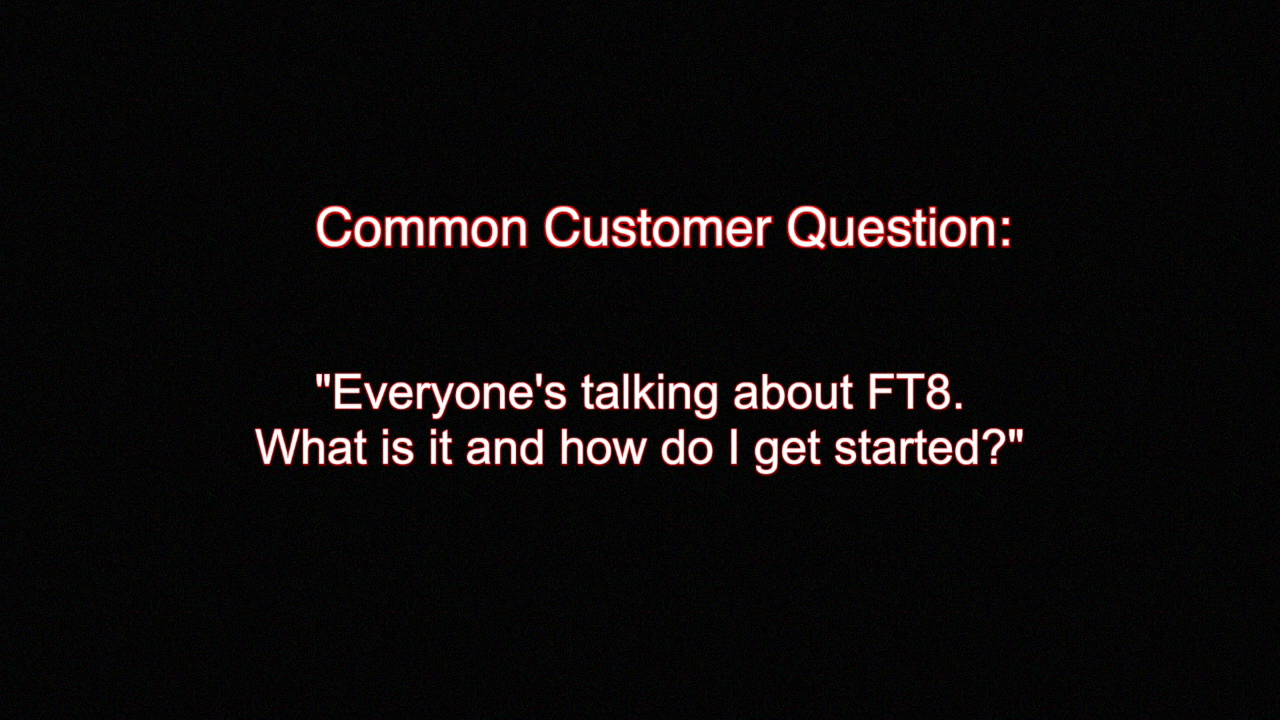 Common Customer Question:
"Everyone's talking about FT8.
What is it and how do I get started?"